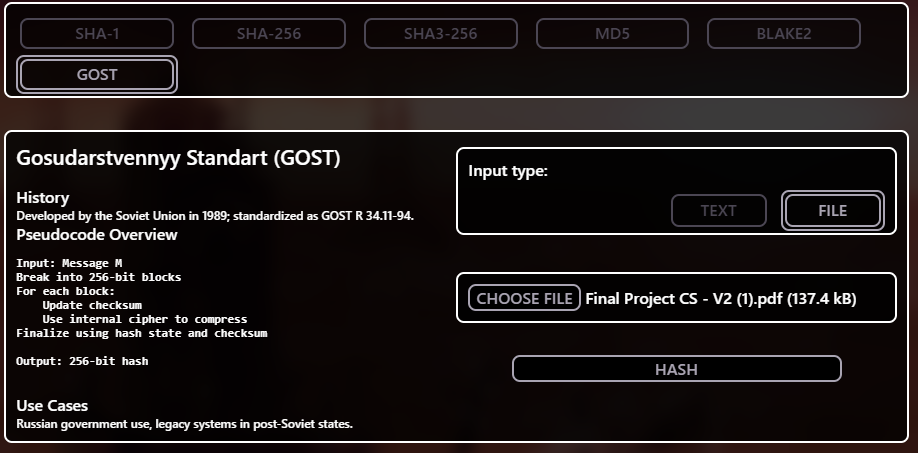 SHA-1 SHA-256 SHA3-256 MD5 BLAKE2
GOST
Gosudarstvennyy Standart (GOST)
History
Developed by the Soviet Union in 1989; standardized as GOST R 34.11-94.
Pseudocode Overview
Input: Message M
Break into 256-bit blocks
For each block:
    Update checksum
    Use internal cipher to compress
Finalize using hash state and checksum
Output: 256-bit hash
Use Cases
Russian government use, legacy systems in post-Soviet states.
Input type:
TEXT FILE
CHOOSE FILE Final Project CS - V2 (1).pdf (137.4 kB)
HASH